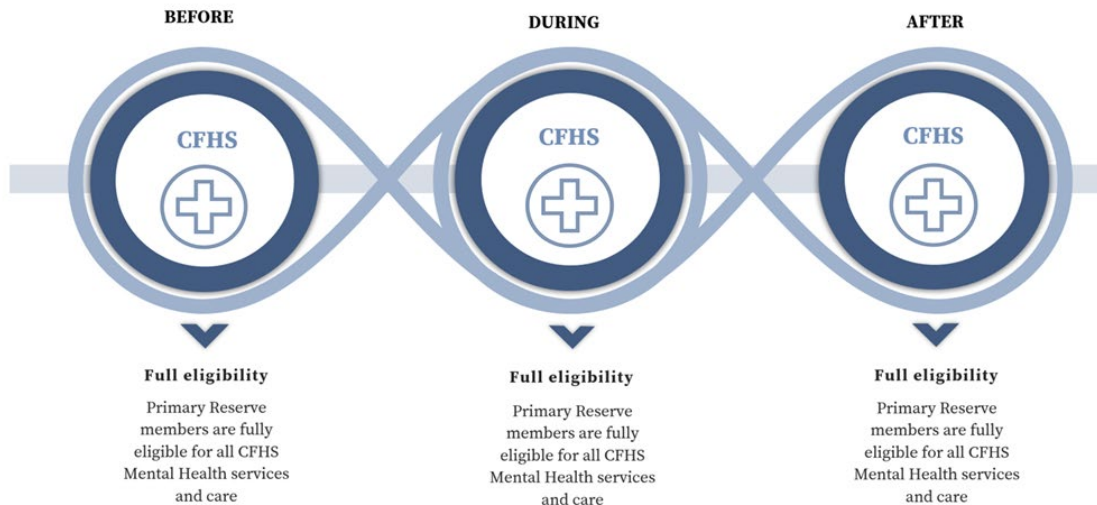 BEFORE
DURING
AFTER
CFHS
CFHS
CFHS
Full eligibility
Primary Reserve
members are fully
eligible for all CFHS
Mental Health services
and care
Full eligibility
Primary Reserve
members are fully
eligible for all CFHS
Mental Health services
and care
Full eligibility
Primary Reserve
members are fully
eligible for all CFHS
Mental Health services
and care